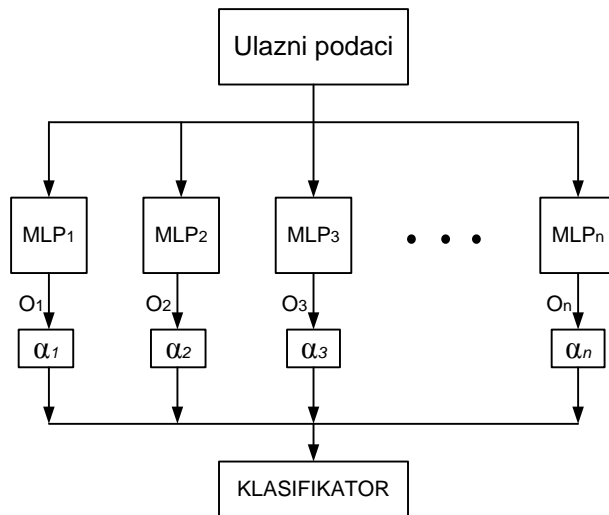 Ulazni podaci
MLP1 MLP2 MLP3 • • • MLPn
O1 O2 O3 On
α1 α2 α3 αn
KLASIFIKATOR